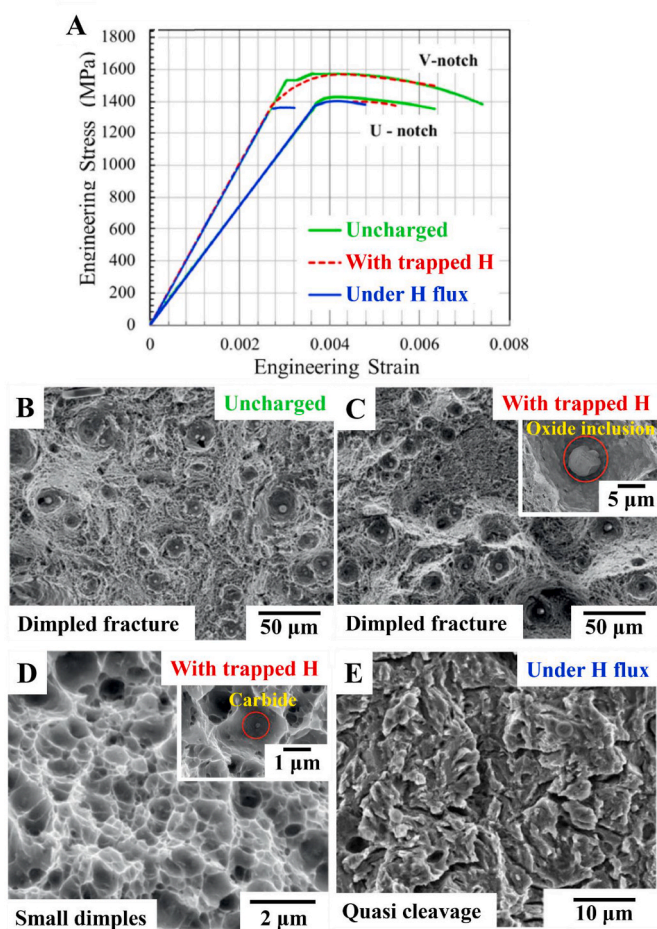 A
Engineering Stress (MPa)
1800
1600
1400
1200
1000
800
600
400
200
0
V-notch
U - notch
Uncharged
With trapped H
Under H flux
0
0.002
0.004
0.006
0.008
Engineering Strain
B
Uncharged
Dimpled fracture
50 μm
C
With trapped H
Oxide inclusion
5 μm
Dimpled fracture
50 μm
D
With trapped H
Carbide
1 μm
Small dimples
2 μm
E
Under H flux
Quasi cleavage
10 μm